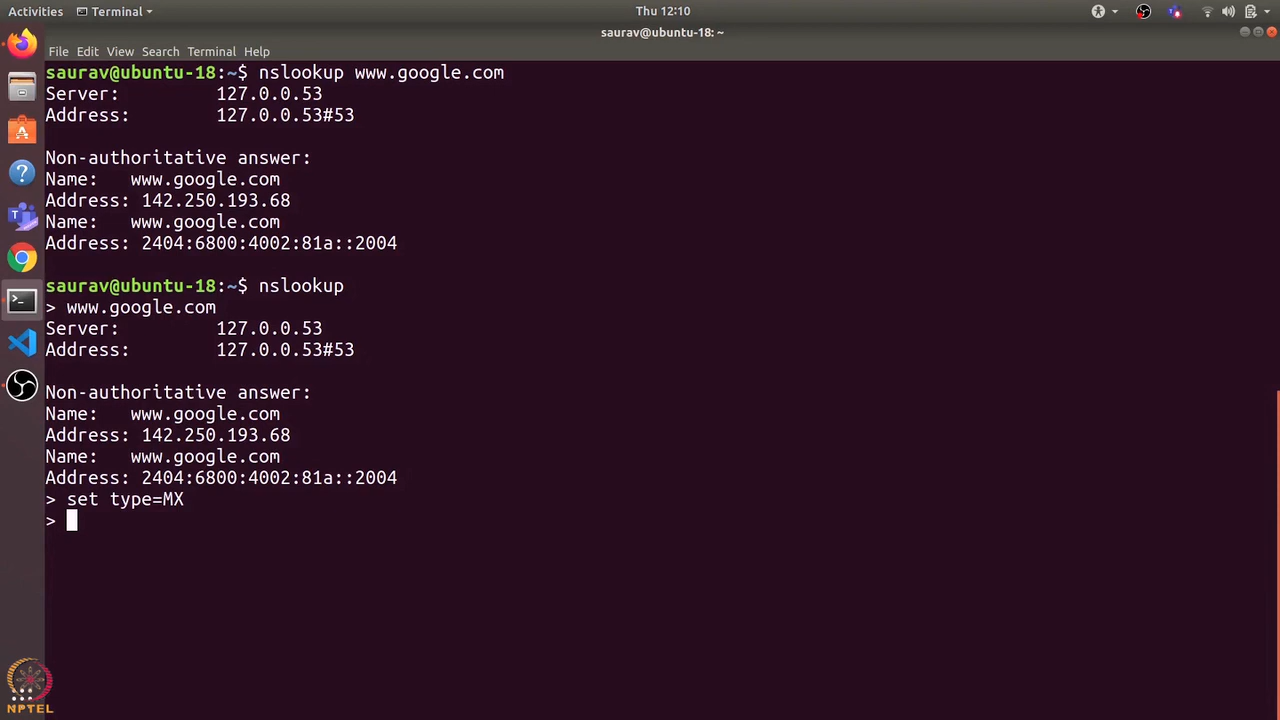 Activities Terminal Thu 12:10
saurav@ubuntu-18: ~
File Edit View Search Terminal Help
saurav@ubuntu-18:~$ nslookup www.google.com
Server: 127.0.0.53
Address: 127.0.0.53#53
Non-authoritative answer:
Name: www.google.com
Address: 142.250.193.68
Name: www.google.com
Address: 2404:6800:4002:81a::2004
saurav@ubuntu-18:~$ nslookup
> www.google.com
Server: 127.0.0.53
Address: 127.0.0.53#53
Non-authoritative answer:
Name: www.google.com
Address: 142.250.193.68
Name: www.google.com
Address: 2404:6800:4002:81a::2004
> set type=MX
>
NPTEL